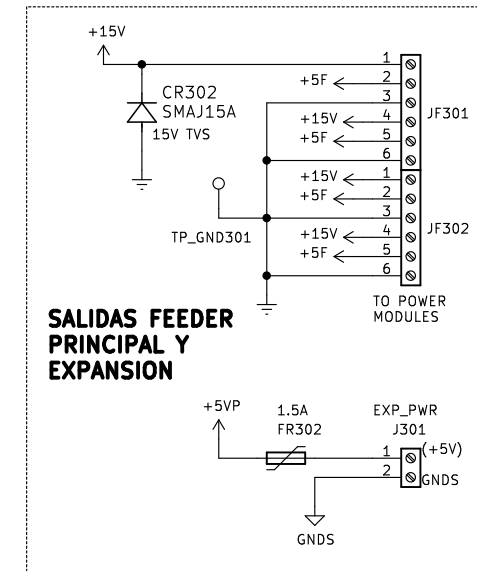 +15V
CR302
SMAJ15A
15V TVS
1
+5F 2
3
+15V 4
+5F 5
6
JF301
+15V 1
+5F 2
3
+15V 4
+5F 5
6
JF302
TP_GND301
TO POWER
MODULES
SALIDAS FEEDER
PRINCIPAL Y
EXPANSION
+5VP
1.5A
FR302
EXP_PWR
J301
1 (+5V)
2 GNDS
GNDS